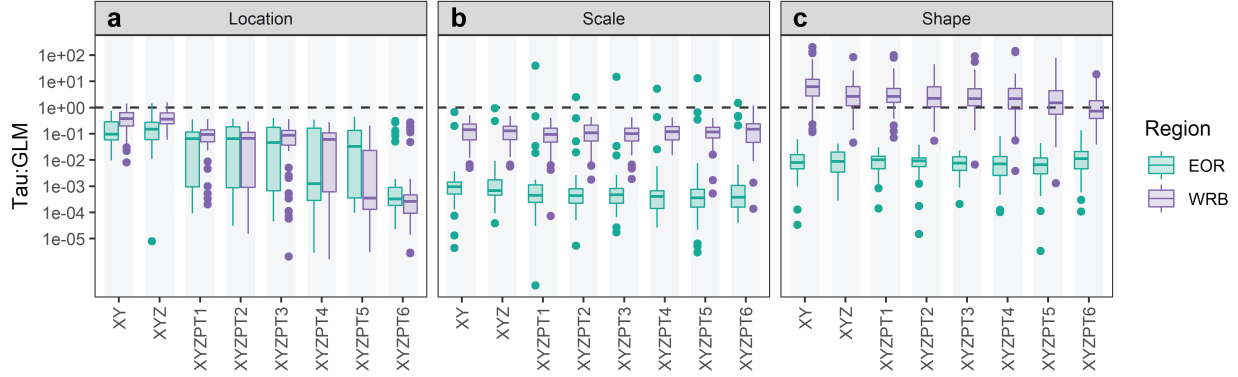 a Location
b Scale
c Shape
Tau:GLM
1e+02
1e+01
1e+00
1e-01
1e-02
1e-03
1e-04
1e-05
XY
XYZ
XYZPT1
XYZPT2
XYZPT3
XYZPT4
XYZPT5
XYZPT6
XY
XYZ
XYZPT1
XYZPT2
XYZPT3
XYZPT4
XYZPT5
XYZPT6
XY
XYZ
XYZPT1
XYZPT2
XYZPT3
XYZPT4
XYZPT5
XYZPT6
Region
EOR
WRB